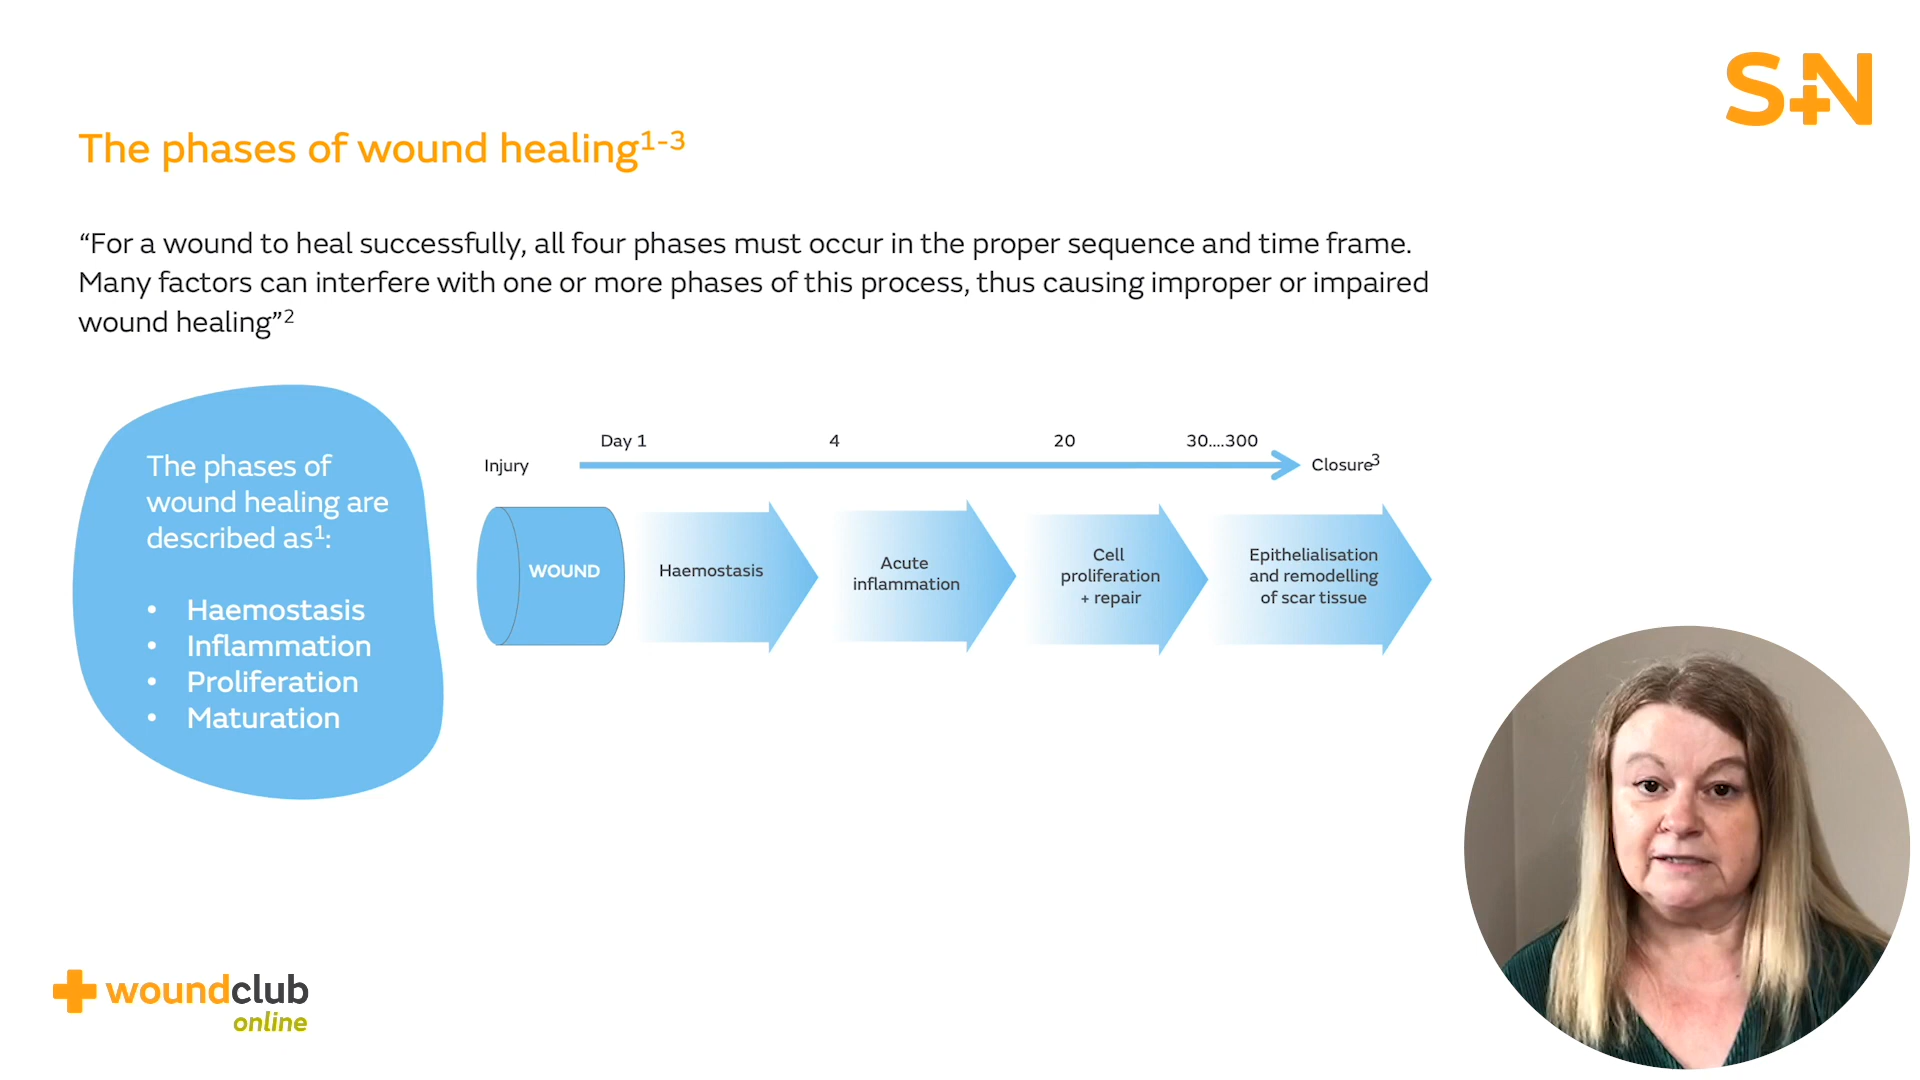 S+N
The phases of wound healing1-3
“For a wound to heal successfully, all four phases must occur in the proper sequence and time frame.
Many factors can interfere with one or more phases of this process, thus causing improper or impaired
wound healing”2
The phases of
wound healing are
described as1:
• Haemostasis
• Inflammation
• Proliferation
• Maturation
Day 1 4 20 30....300
Injury Closure3
WOUND
Haemostasis
Acute
inflammation
Cell
proliferation
+ repair
Epithelialisation
and remodelling
of scar tissue
woundclub
online